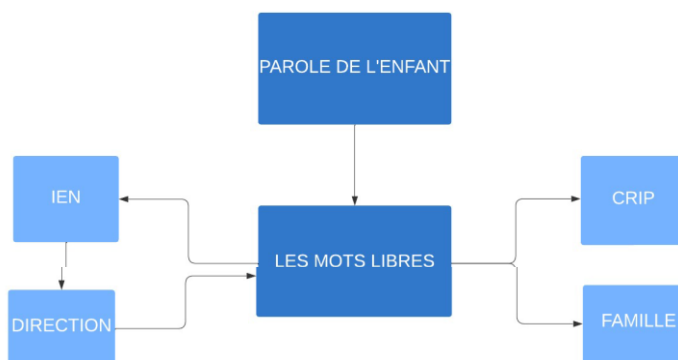 PAROLE DE L'ENFANT
IEN
CRIP
LES MOTS LIBRES
DIRECTION
FAMILLE